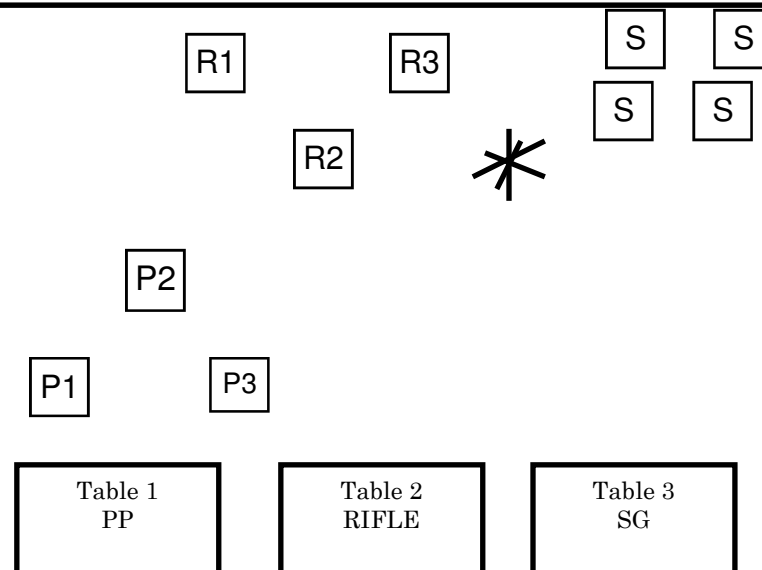 S S
R1 R3
S S
R2
P2
P1 P3
Table 1
PP
Table 2
RIFLE
Table 3
SG